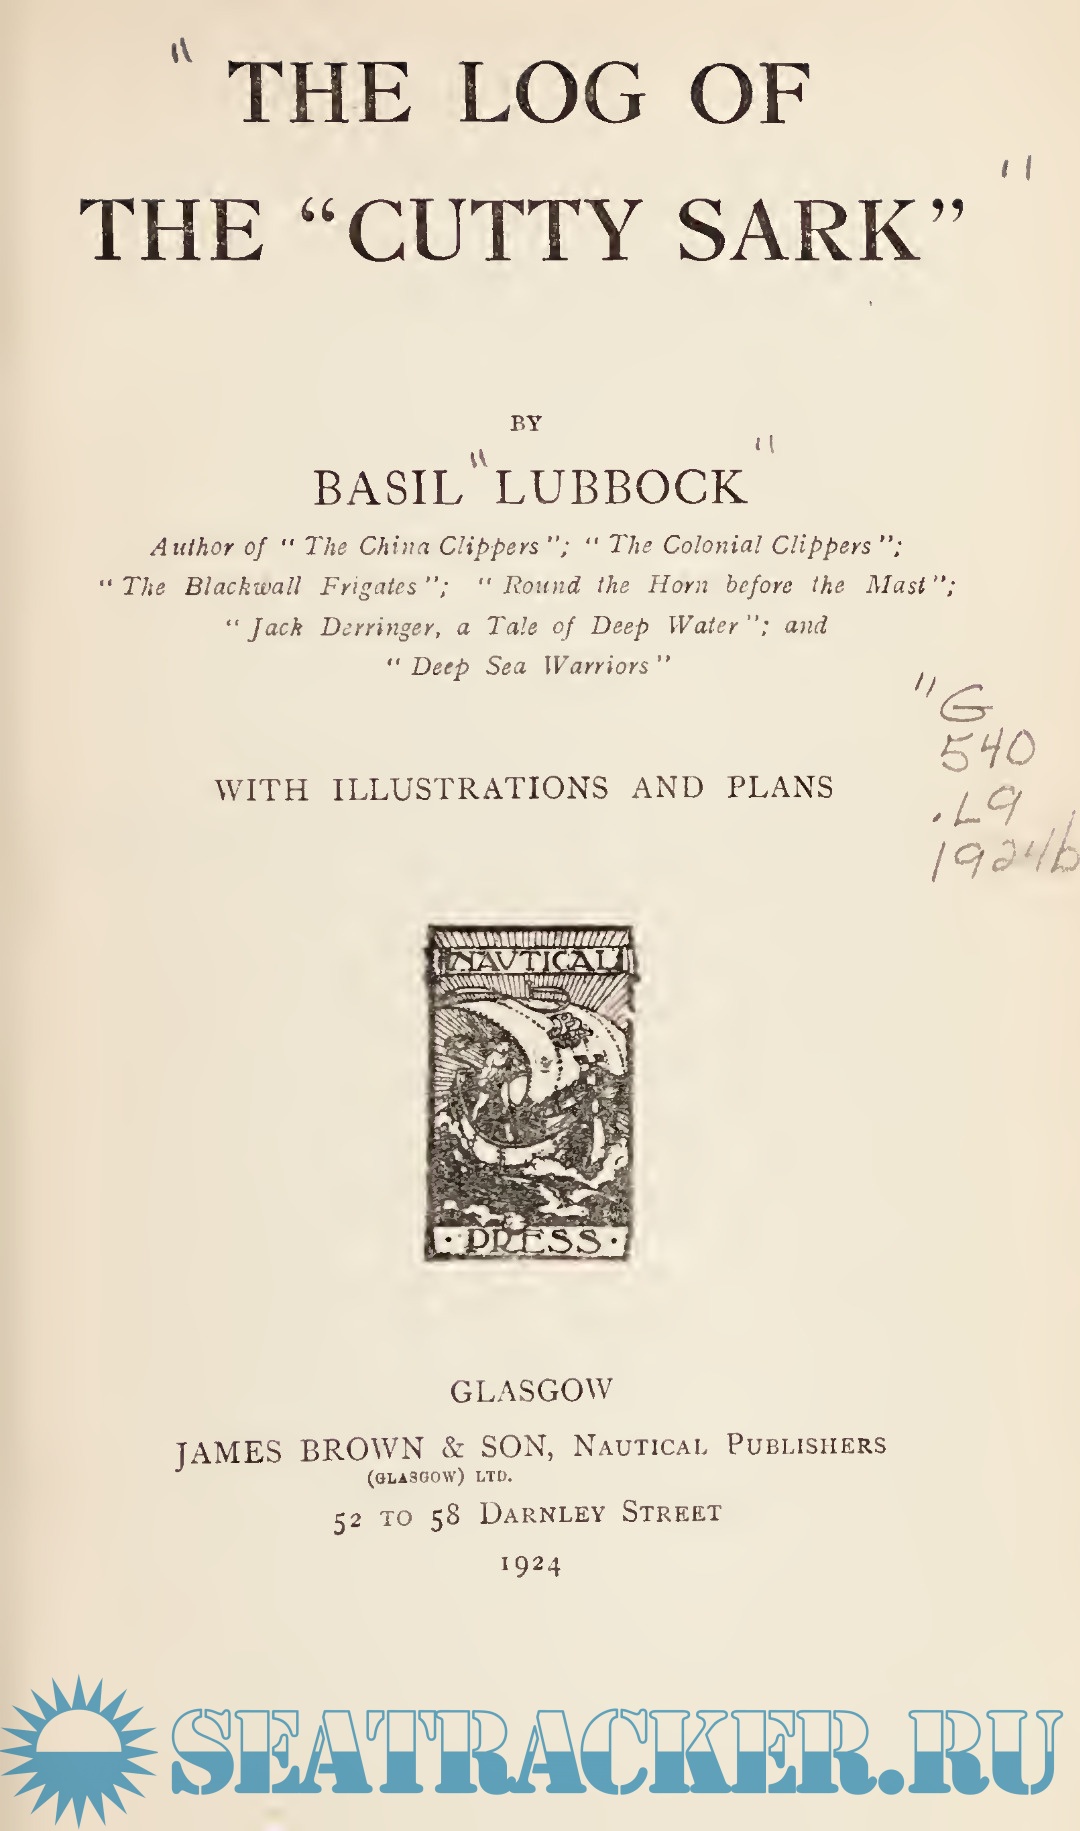 THE LOG OF
THE “CUTTY SARK”
BY
BASIL LUBBOCK
Author of “ The China Clippers ”; “ The Colonial Clippers ”;
“ The Blackwall Frigates ”; “ Round the Horn before the Mast ”;
“ Jack Derringer, a Tale of Deep Water ”; and
“ Deep Sea Warriors ”
"G
540
.L9
1924b
WITH ILLUSTRATIONS AND PLANS
NAUTICAL
· PRESS ·
GLASGOW
JAMES BROWN & SON, NAUTICAL PUBLISHERS
(GLASGOW) LTD.
52 TO 58 DARNLEY STREET
1924
SEATRACKER.RU